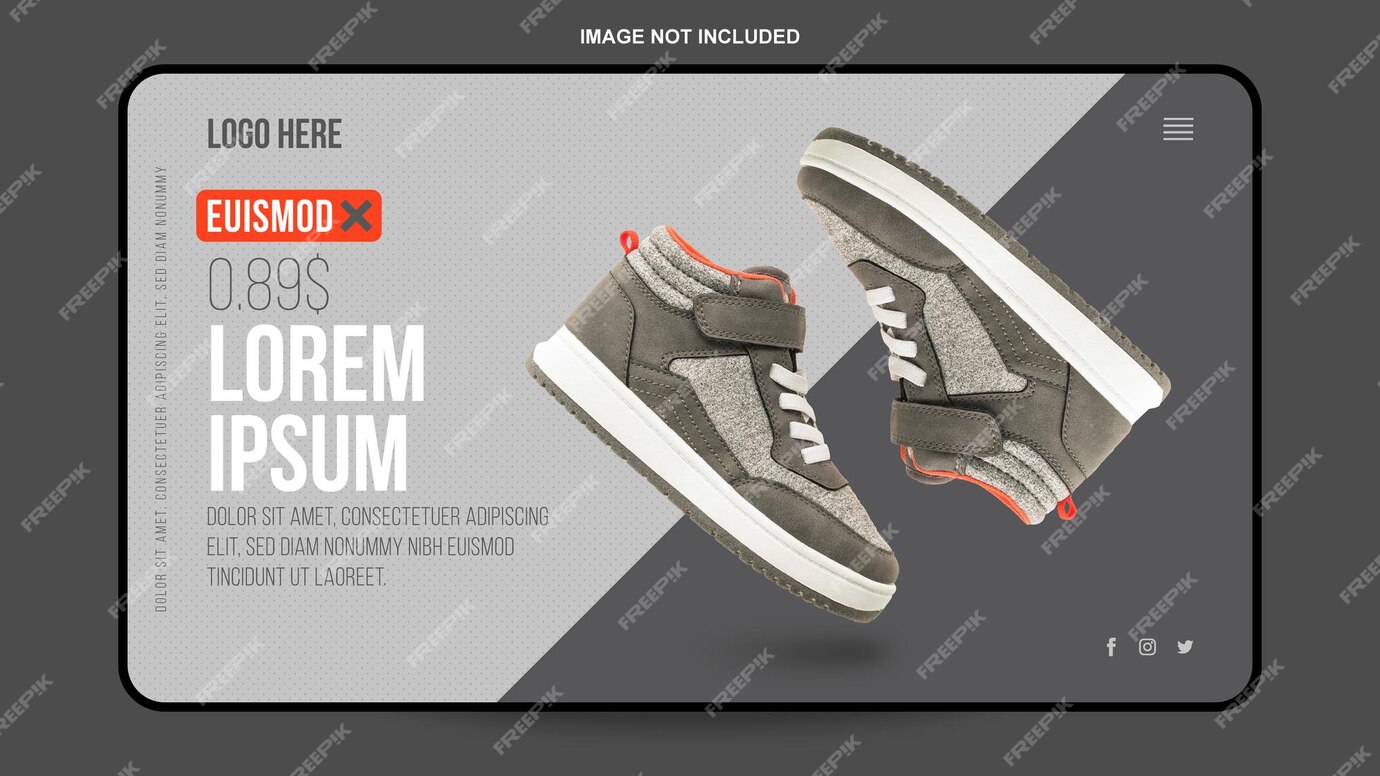 IMAGE NOT INCLUDED
LOGO HERE
EUISMOD
0.89$
LOREM
IPSUM
DOLOR SIT AMET, CONSECTETUER ADIPISCING
ELIT, SED DIAM NONUMMY NIBH EUISMOD
TINCIDUNT UT LAOREET.
DOLOR SIT AMET CONSECTETUER ADIPISCING ELIT, SED DIAM NONUMMY
FREEP!K